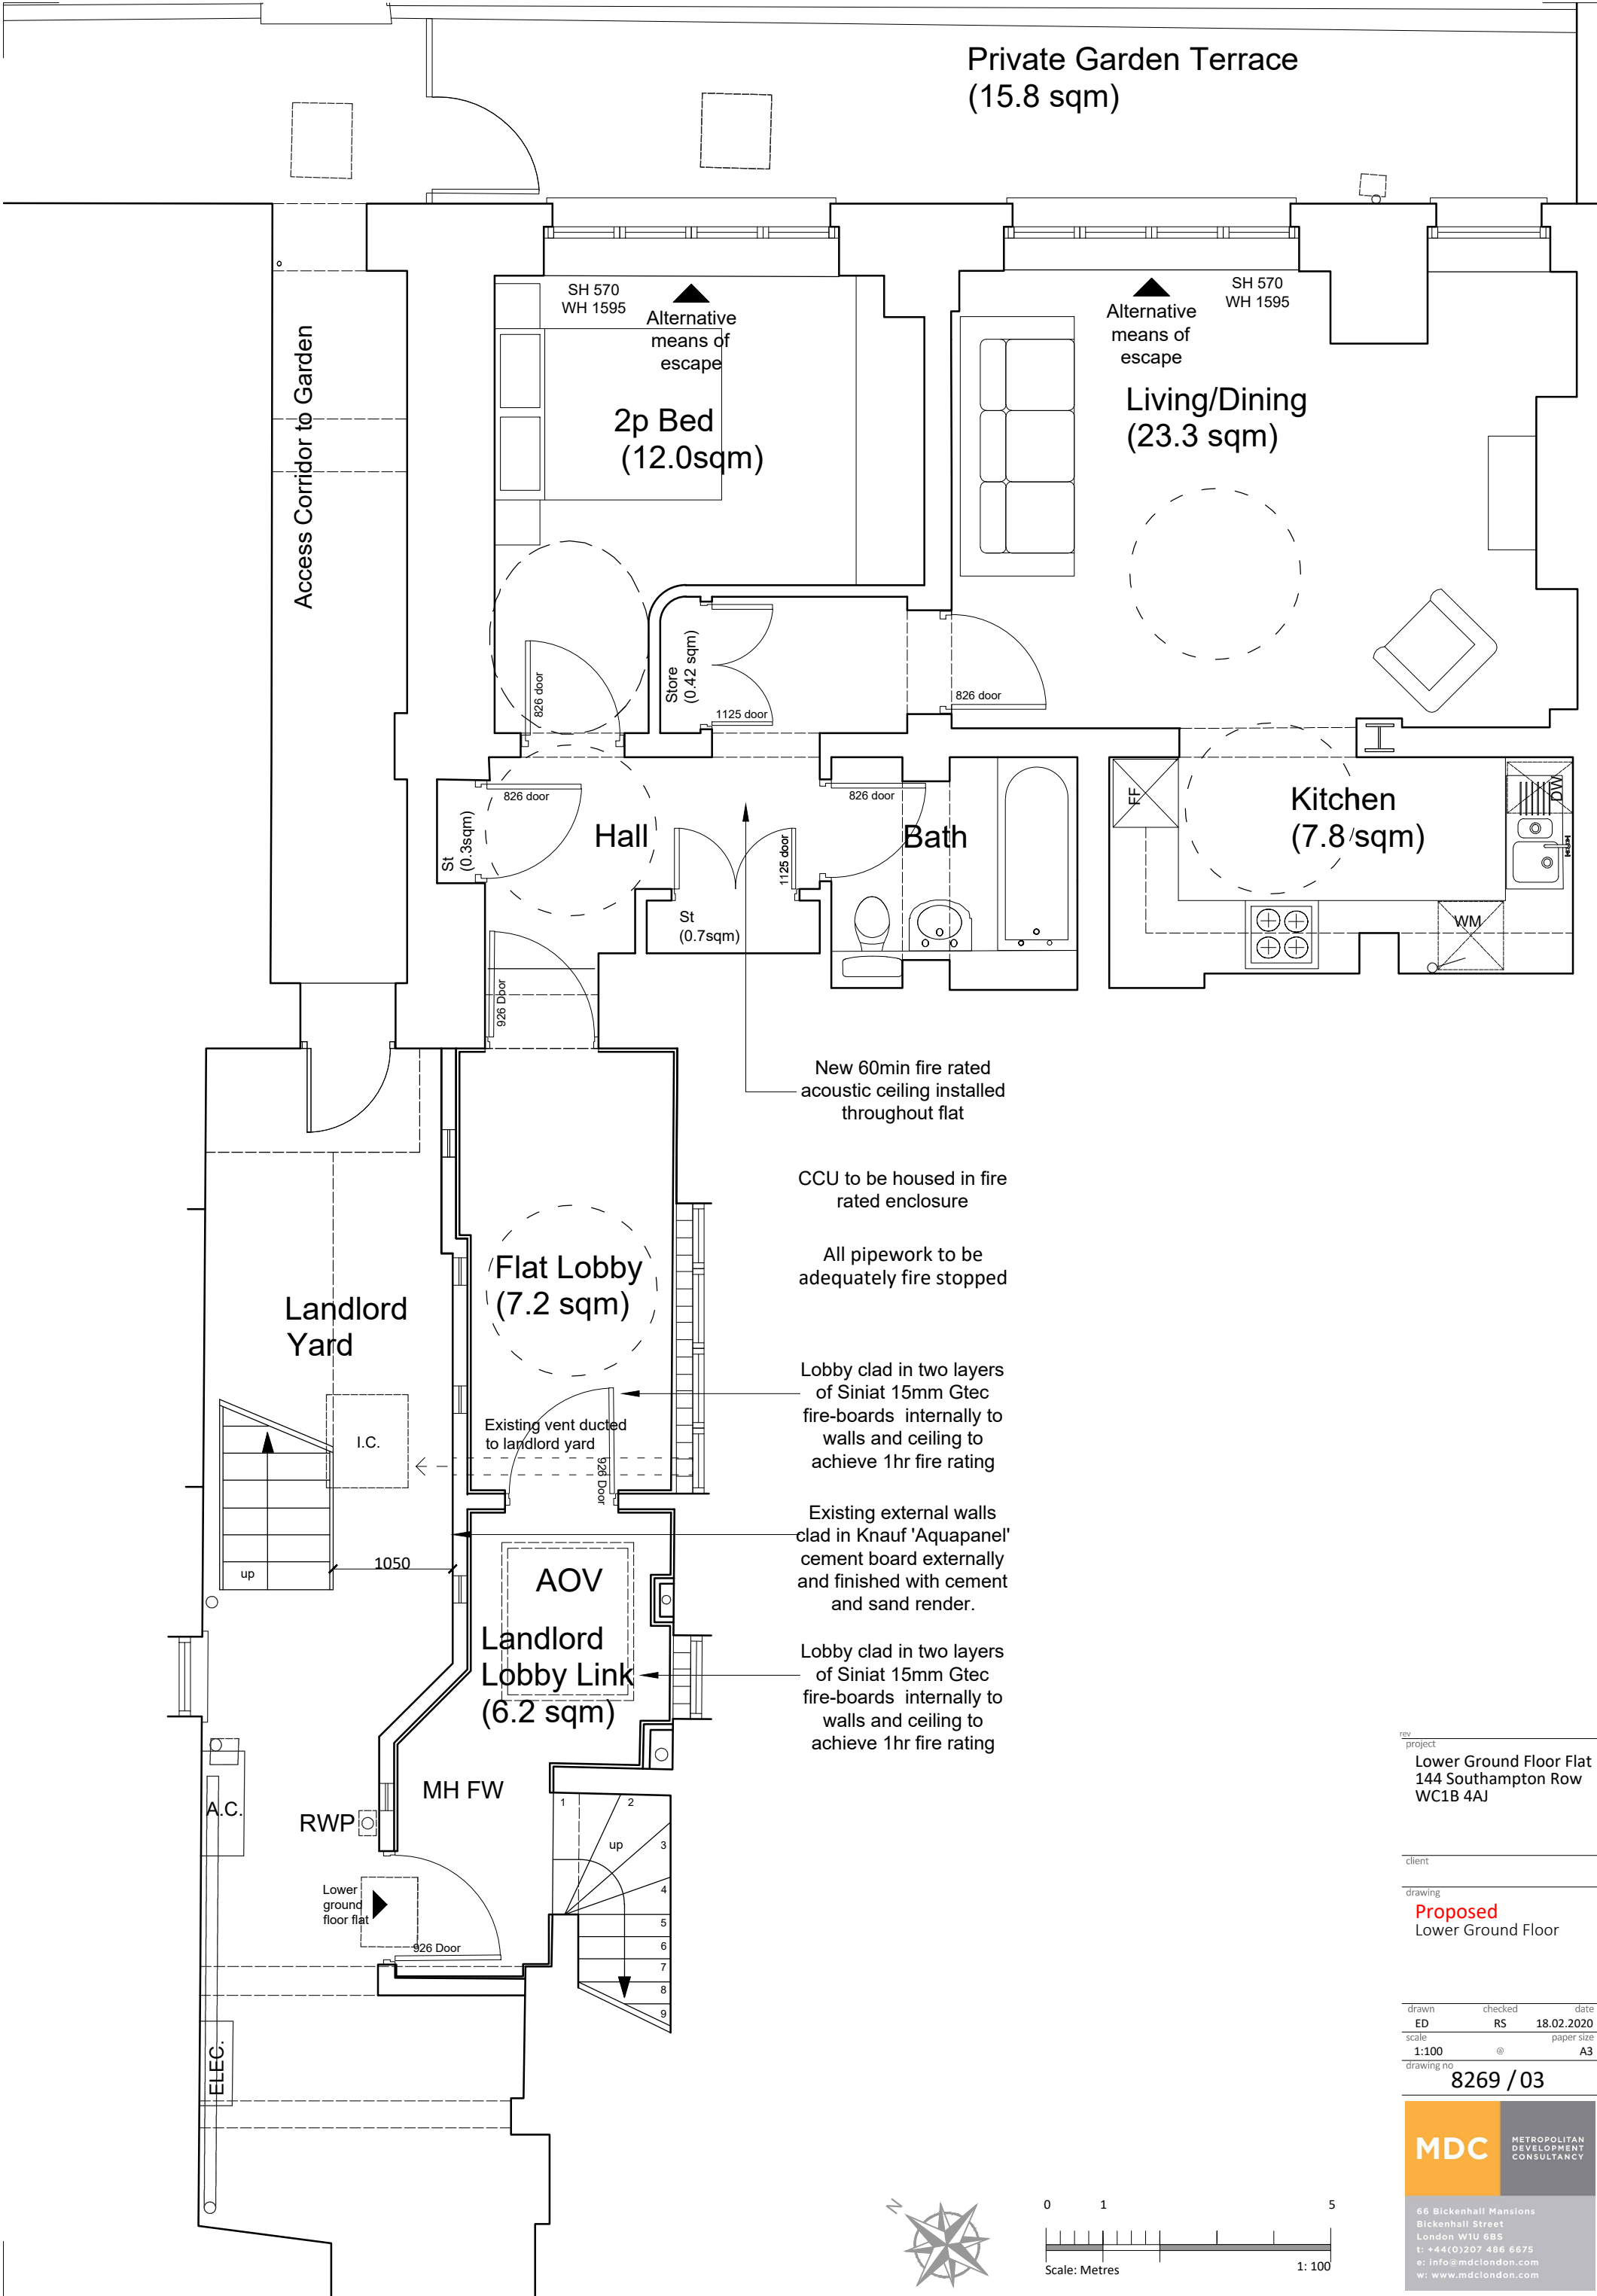 Private Garden Terrace
(15.8 sqm)
SH 570
WH 1595
Alternative
means of
escape
SH 570
WH 1595
Alternative
means of
escape
Access Corridor to Garden
2p Bed
(12.0sqm)
Living/Dining
(23.3 sqm)
826 door
Store
(0.42 sqm)
1125 door
826 door
St
(0.3sqm)
826 door
Hall
1125 door
826 door
Bath
FF
Kitchen
(7.8 sqm)
DW
St
(0.7sqm)
WM
926 Door
New 60min fire rated
acoustic ceiling installed
throughout flat
CCU to be housed in fire
rated enclosure
All pipework to be
adequately fire stopped
Flat Lobby
(7.2 sqm)
Landlord
Yard
Lobby clad in two layers
of Siniat 15mm Gtec
fire-boards internally to
walls and ceiling to
achieve 1hr fire rating
I.C.
Existing vent ducted
to landlord yard
926 Door
Existing external walls
clad in Knauf 'Aquapanel'
cement board externally
and finished with cement
and sand render.
up
1050
AOV
Landlord
Lobby Link
(6.2 sqm)
Lobby clad in two layers
of Siniat 15mm Gtec
fire-boards internally to
walls and ceiling to
achieve 1hr fire rating
A.C.
RWP
MH FW
1
2
up
3
4
5
6
7
8
9
Lower
ground
floor flat
926 Door
ELEC.
rev
project
Lower Ground Floor Flat
144 Southampton Row
WC1B 4AJ
client
drawing
Proposed
Lower Ground Floor
drawn checked date
ED RS 18.02.2020
scale paper size
1:100 @ A3
drawing no
8269 / 03
MDC
METROPOLITAN
DEVELOPMENT
CONSULTANCY
66 Bickenhall Mansions
Bickenhall Street
London W1U 6BS
t: +44(0)207 486 6675
e: info@mdclondon.com
w: www.mdclondon.com
N
0 1 5
Scale: Metres 1: 100